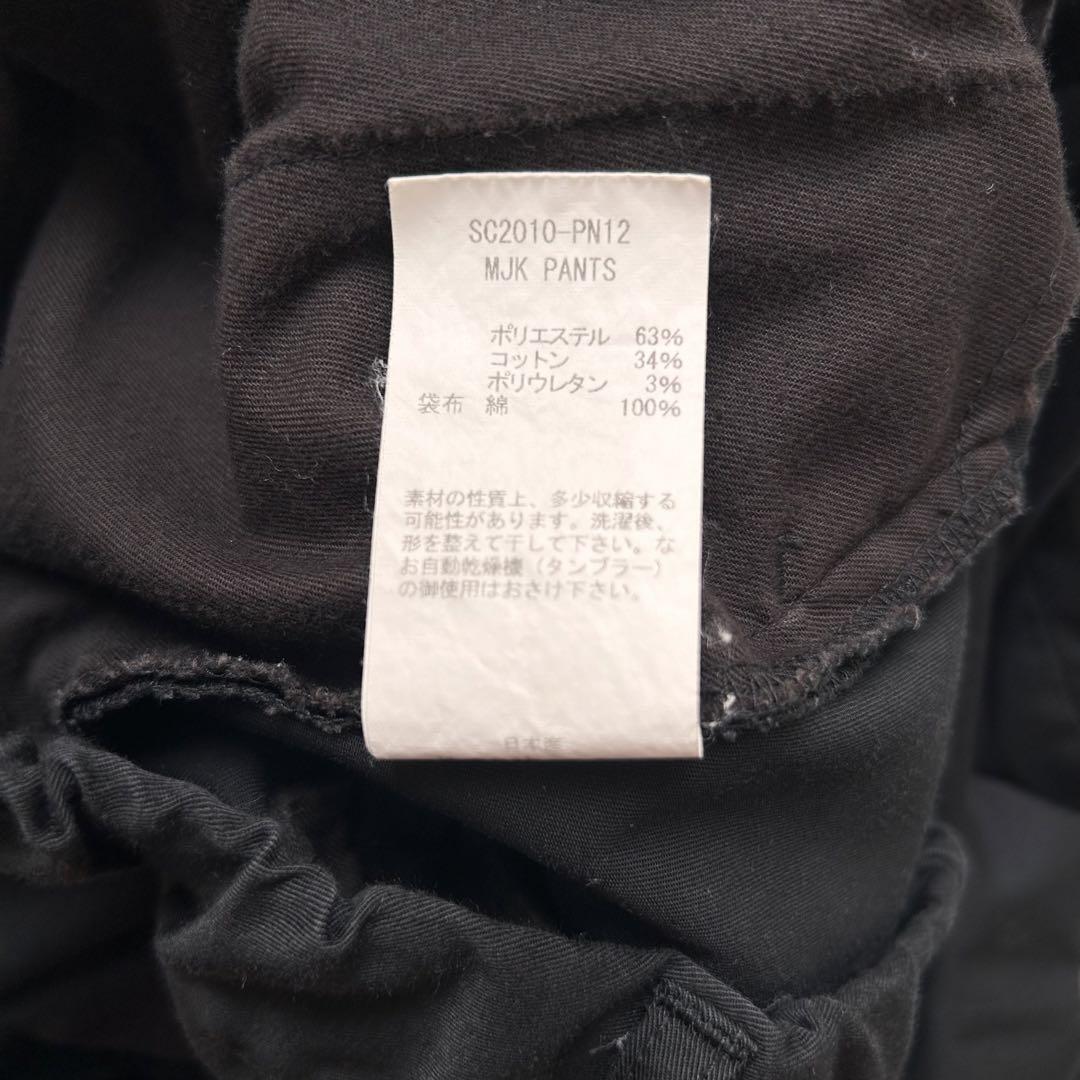 SC2010-PN12
MJK PANTS
ポリエステル 63%
コットン 34%
ポリウレタン 3%
袋布 綿 100%
素材の性質上、多少収縮する
可能性があります。洗濯後、
形を整えて干して下さい。な
お自動乾燥機（タンブラー）
の御使用はおさけ下さい。
日本製